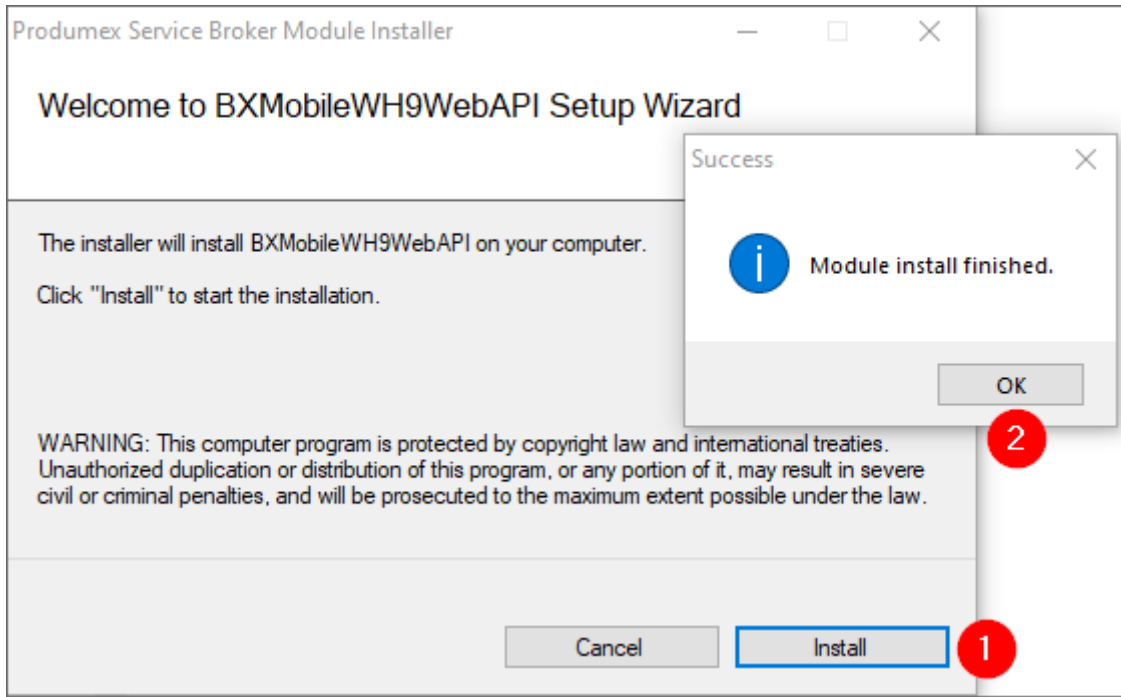 Produmex Service Broker Module Installer
Welcome to BXMobileWH9WebAPI Setup Wizard
Success
The installer will install BXMobileWH9WebAPI on your computer.
Module install finished.
Click "Install" to start the installation.
OK
2
WARNING: This computer program is protected by copyright law and international treaties.
Unauthorized duplication or distribution of this program, or any portion of it, may result in severe
civil or criminal penalties, and will be prosecuted to the maximum extent possible under the law.
Cancel
Install
1